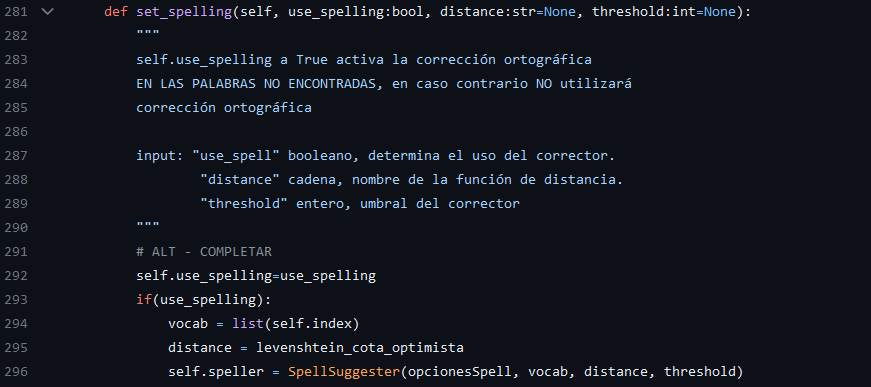 281 def set_spelling(self, use_spelling:bool, distance:str=None, threshold:int=None):
282 """
283 self.use_spelling a True activa la corrección ortográfica
284 EN LAS PALABRAS NO ENCONTRADAS, en caso contrario NO utilizará
285 corrección ortográfica
286
287 input: "use_spell" booleano, determina el uso del corrector.
288 "distance" cadena, nombre de la función de distancia.
289 "threshold" entero, umbral del corrector
290 """
291 # ALT - COMPLETAR
292 self.use_spelling=use_spelling
293 if(use_spelling):
294 vocab = list(self.index)
295 distance = levenshtein_cota_optimista
296 self.speller = SpellSuggester(opcionesSpell, vocab, distance, threshold)